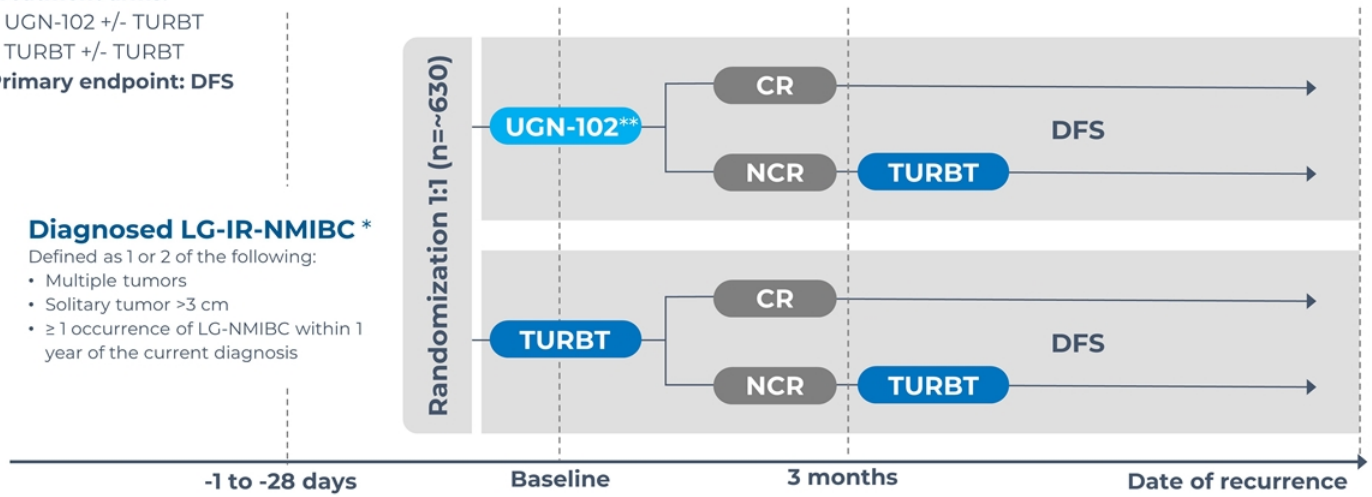 UGN-102 +/- TURBT
TURBT +/- TURBT
Primary endpoint: DFS
Diagnosed LG-IR-NMIBC *
Defined as 1 or 2 of the following:
• Multiple tumors
• Solitary tumor >3 cm
• ≥ 1 occurrence of LG-NMIBC within 1
year of the current diagnosis
Randomization 1:1 (n=~630)
UGN-102**
CR
NCR
TURBT
DFS
TURBT
CR
NCR
TURBT
DFS
-1 to -28 days
Baseline
3 months
Date of recurrence